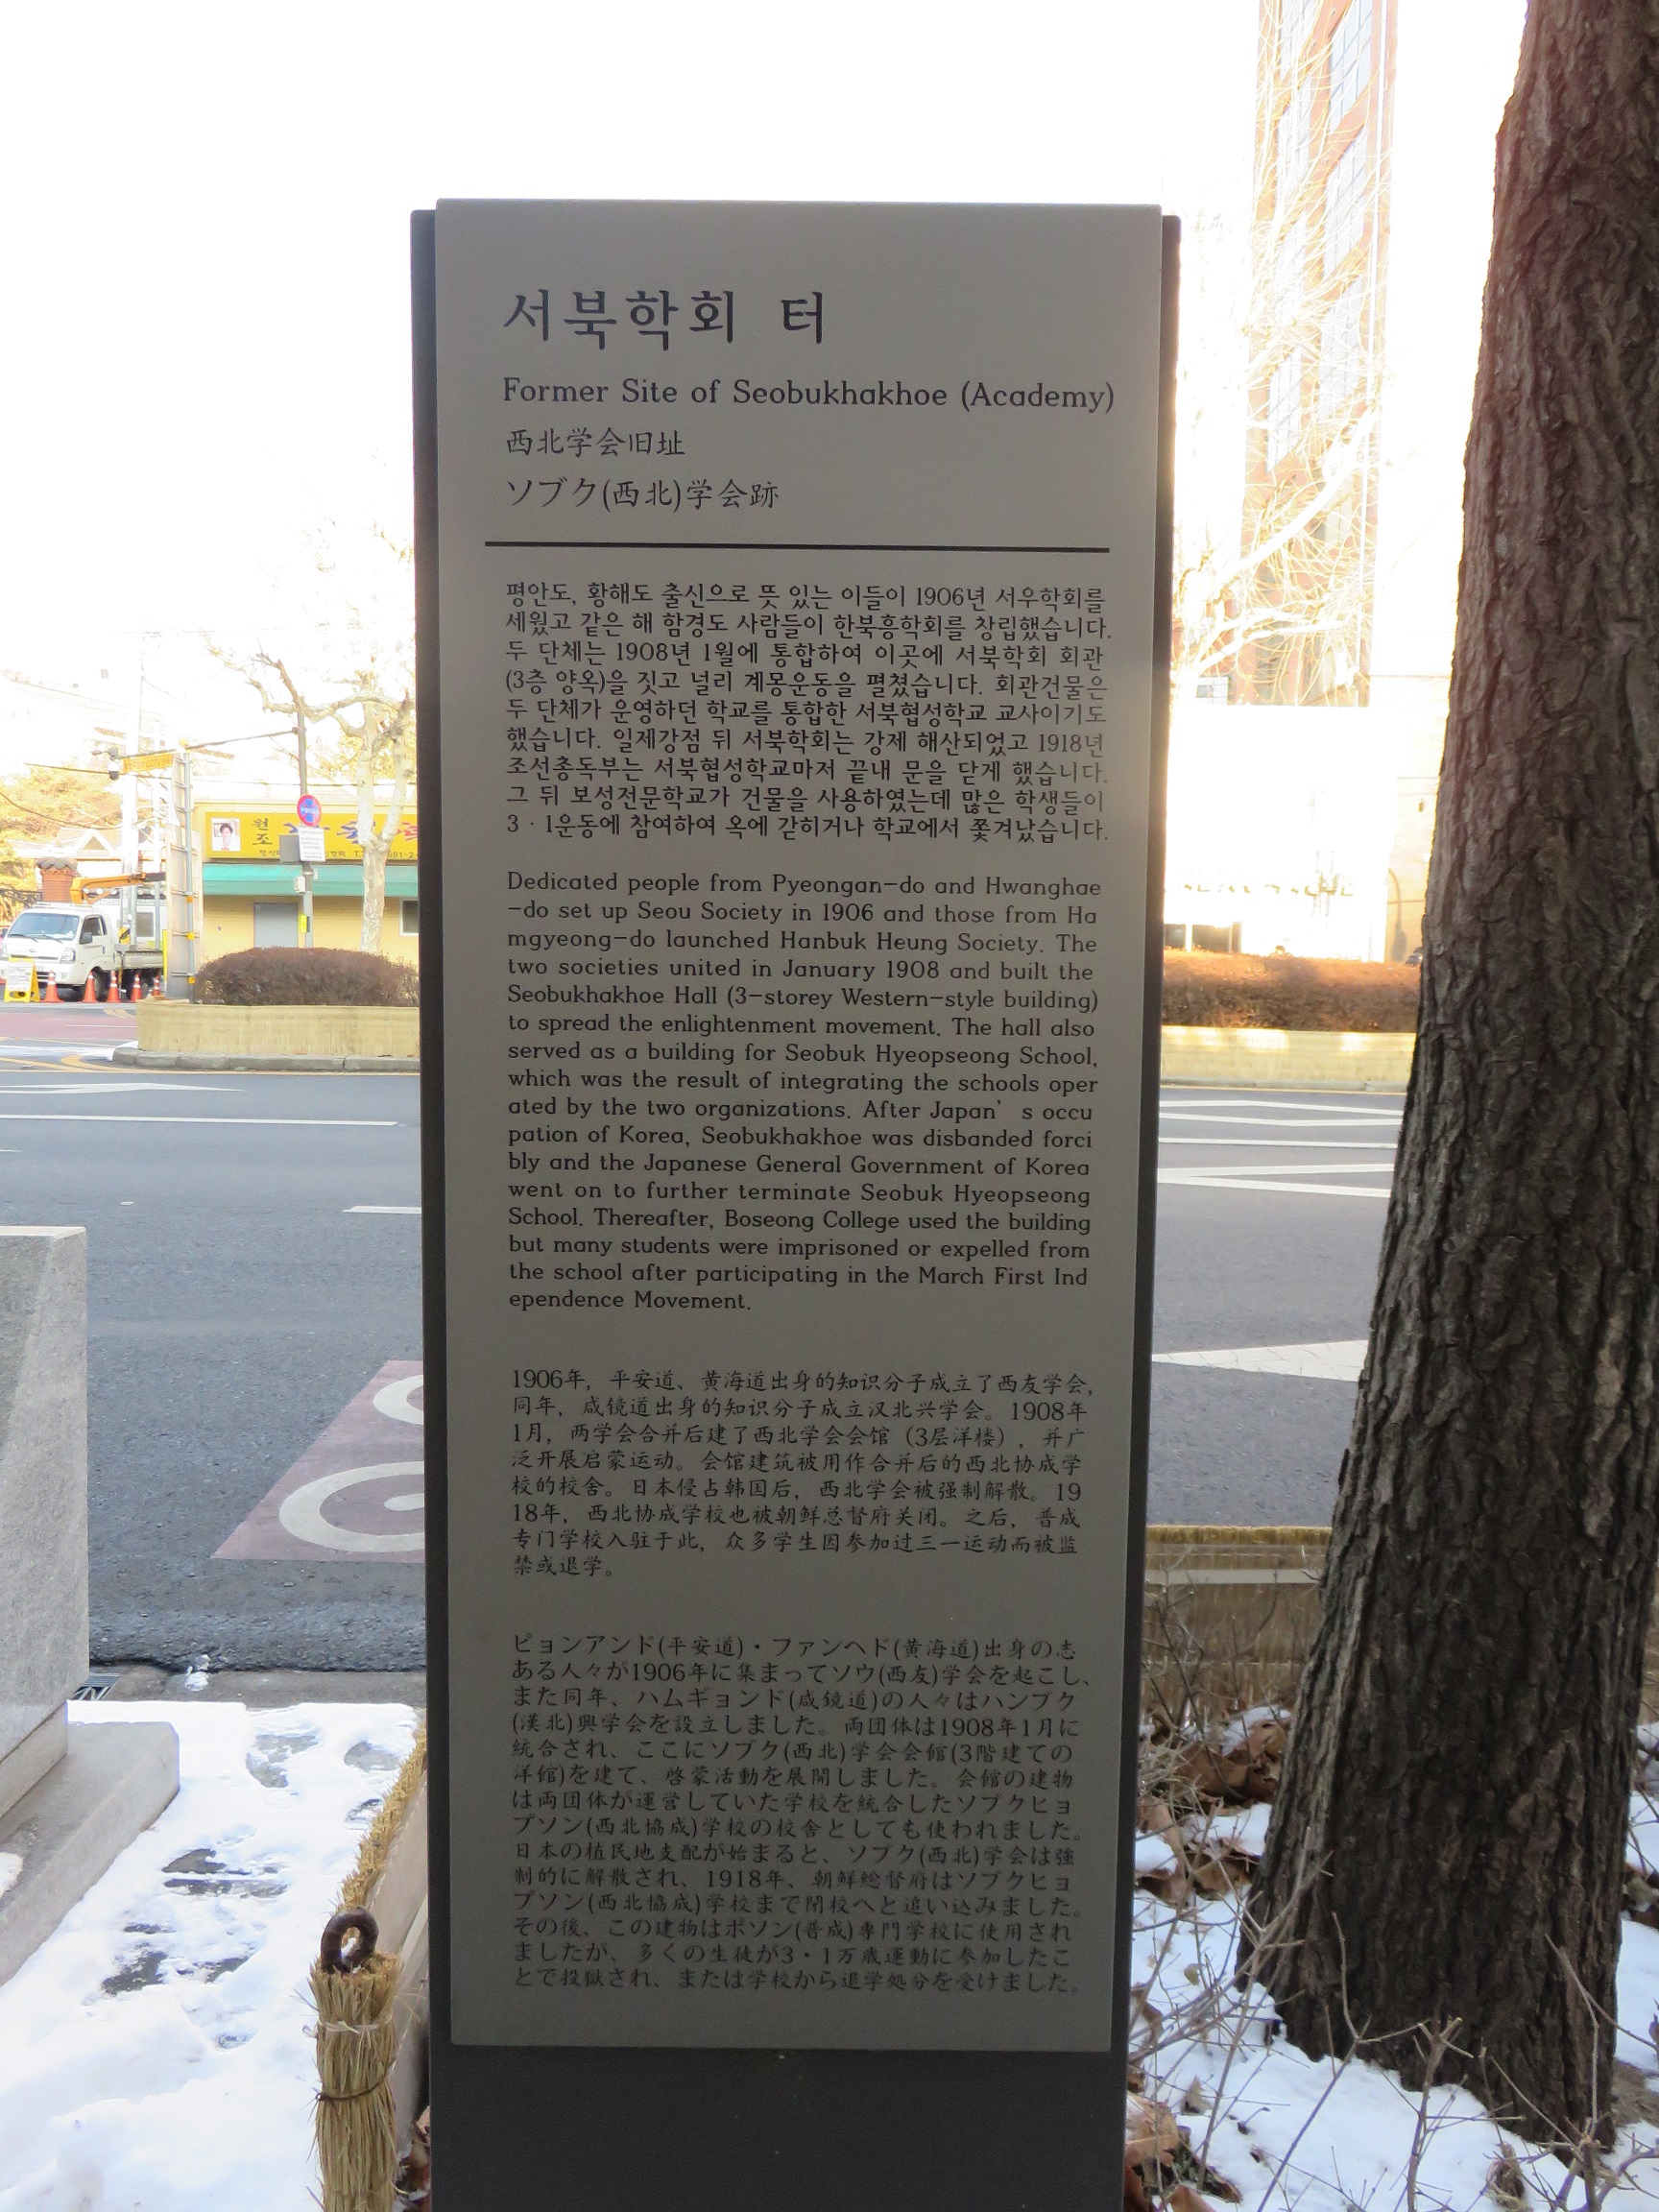 서북학회 터
Former Site of Seobukhakhoe (Academy)
西北学会旧址
ソブク(西北)学会跡
평안도, 황해도 출신으로 뜻 있는 이들이 1906년 서우학회를
세웠고 같은 해 함경도 사람들이 한북흥학회를 창립했습니다.
두 단체는 1908년 1월에 통합하여 이곳에 서북학회 회관
(3층 양옥)을 짓고 널리 계몽운동을 펼쳤습니다. 회관건물은
두 단체가 운영하던 학교를 통합한 서북협성학교 교사이기도
했습니다. 일제강점 뒤 서북학회는 강제 해산되었고 1918년
조선총독부는 서북협성학교마저 끝내 문을 닫게 했습니다.
그 뒤 보성전문학교가 건물을 사용하였는데 많은 학생들이
3 · 1운동에 참여하여 옥에 갇히거나 학교에서 쫓겨났습니다.
Dedicated people from Pyeongan-do and Hwanghae
-do set up Seou Society in 1906 and those from Ha
mgyeong-do launched Hanbuk Heung Society. The
two societies united in January 1908 and built the
Seobukhakhoe Hall (3-storey Western-style building)
to spread the enlightenment movement. The hall also
served as a building for Seobuk Hyeopseong School,
which was the result of integrating the schools oper
ated by the two organizations. After Japan’ s occu
pation of Korea, Seobukhakhoe was disbanded forci
bly and the Japanese General Government of Korea
went on to further terminate Seobuk Hyeopseong
School. Thereafter, Boseong College used the building
but many students were imprisoned or expelled from
the school after participating in the March First Ind
ependence Movement.
1906年，平安道、黄海道出身的知识分子成立了西友学会，
同年，咸镜道出身的知识分子成立汉北兴学会。1908年
1月，两学会合并后建了西北学会会馆（3层洋楼），并广
泛开展启蒙运动。会馆建筑被用作合并后的西北协成学
校的校舍。日本侵占韩国后，西北学会被强制解散。19
18年，西北协成学校也被朝鲜总督府关闭。之后，普成
专门学校入驻于此，众多学生因参加过三一运动而被监
禁或退学。
ピョンアンド(平安道)・ファンヘド(黄海道)出身の志
ある人々が1906年に集まってソウ(西友)学会を起こし、
また同年、ハムギョンド(咸鏡道)の人々はハンブク
(漢北)興学会を設立しました。両団体は1908年1月に
統合され、ここにソブク(西北)学会会館(3階建ての
洋館)を建て、啓蒙活動を展開しました。会館の建物
は両団体が運営していた学校を統合したソブクヒョ
プソン(西北協成)学校の校舎としても使われました。
日本の植民地支配が始まると、ソブク(西北)学会は強
制的に解散され、1918年、朝鮮総督府はソブクヒョ
プソン(西北協成)学校まで閉校へと追い込みました。
その後、この建物はボソン(普成)専門学校に使用され
ましたが、多くの生徒が3・1万歳運動に参加したこ
とで投獄され、または学校から退学処分を受けました。
원조